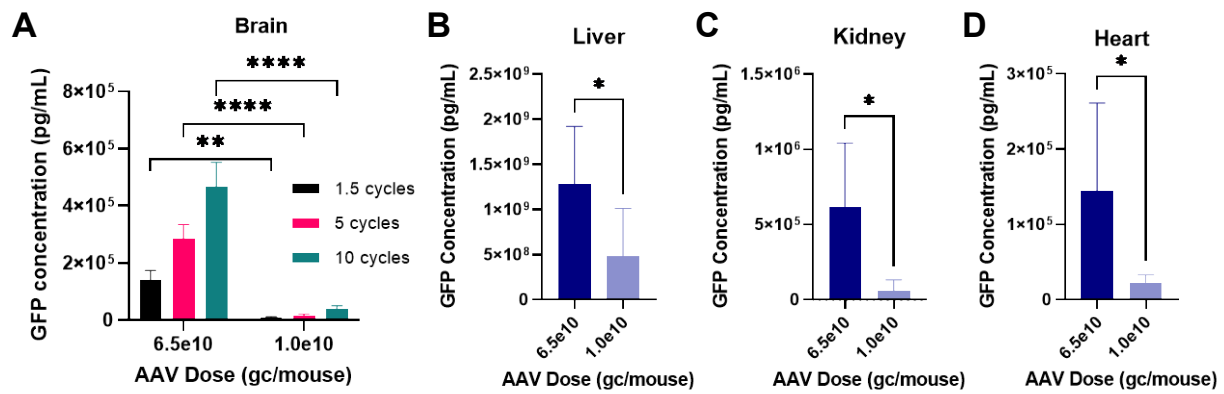 A
Brain
GFP concentration (pg/mL)
8×10⁵
6×10⁵
4×10⁵
2×10⁵
0
****
****
**
1.5 cycles
5 cycles
10 cycles
6.5e10
1.0e10
AAV Dose (gc/mouse)
B
Liver
GFP Concentration (pg/mL)
2.5×10⁹
2×10⁹
1.5×10⁹
1×10⁹
5×10⁸
0
*
6.5e10
1.0e10
AAV Dose (gc/mouse)
C
Kidney
GFP Concentration (pg/mL)
1.5×10⁶
1×10⁶
5×10⁵
0
*
6.5e10
1.0e10
AAV Dose (gc/mouse)
D
Heart
GFP Concentration (pg/mL)
3×10⁵
2×10⁵
1×10⁵
0
*
6.5e10
1.0e10
AAV Dose (gc/mouse)